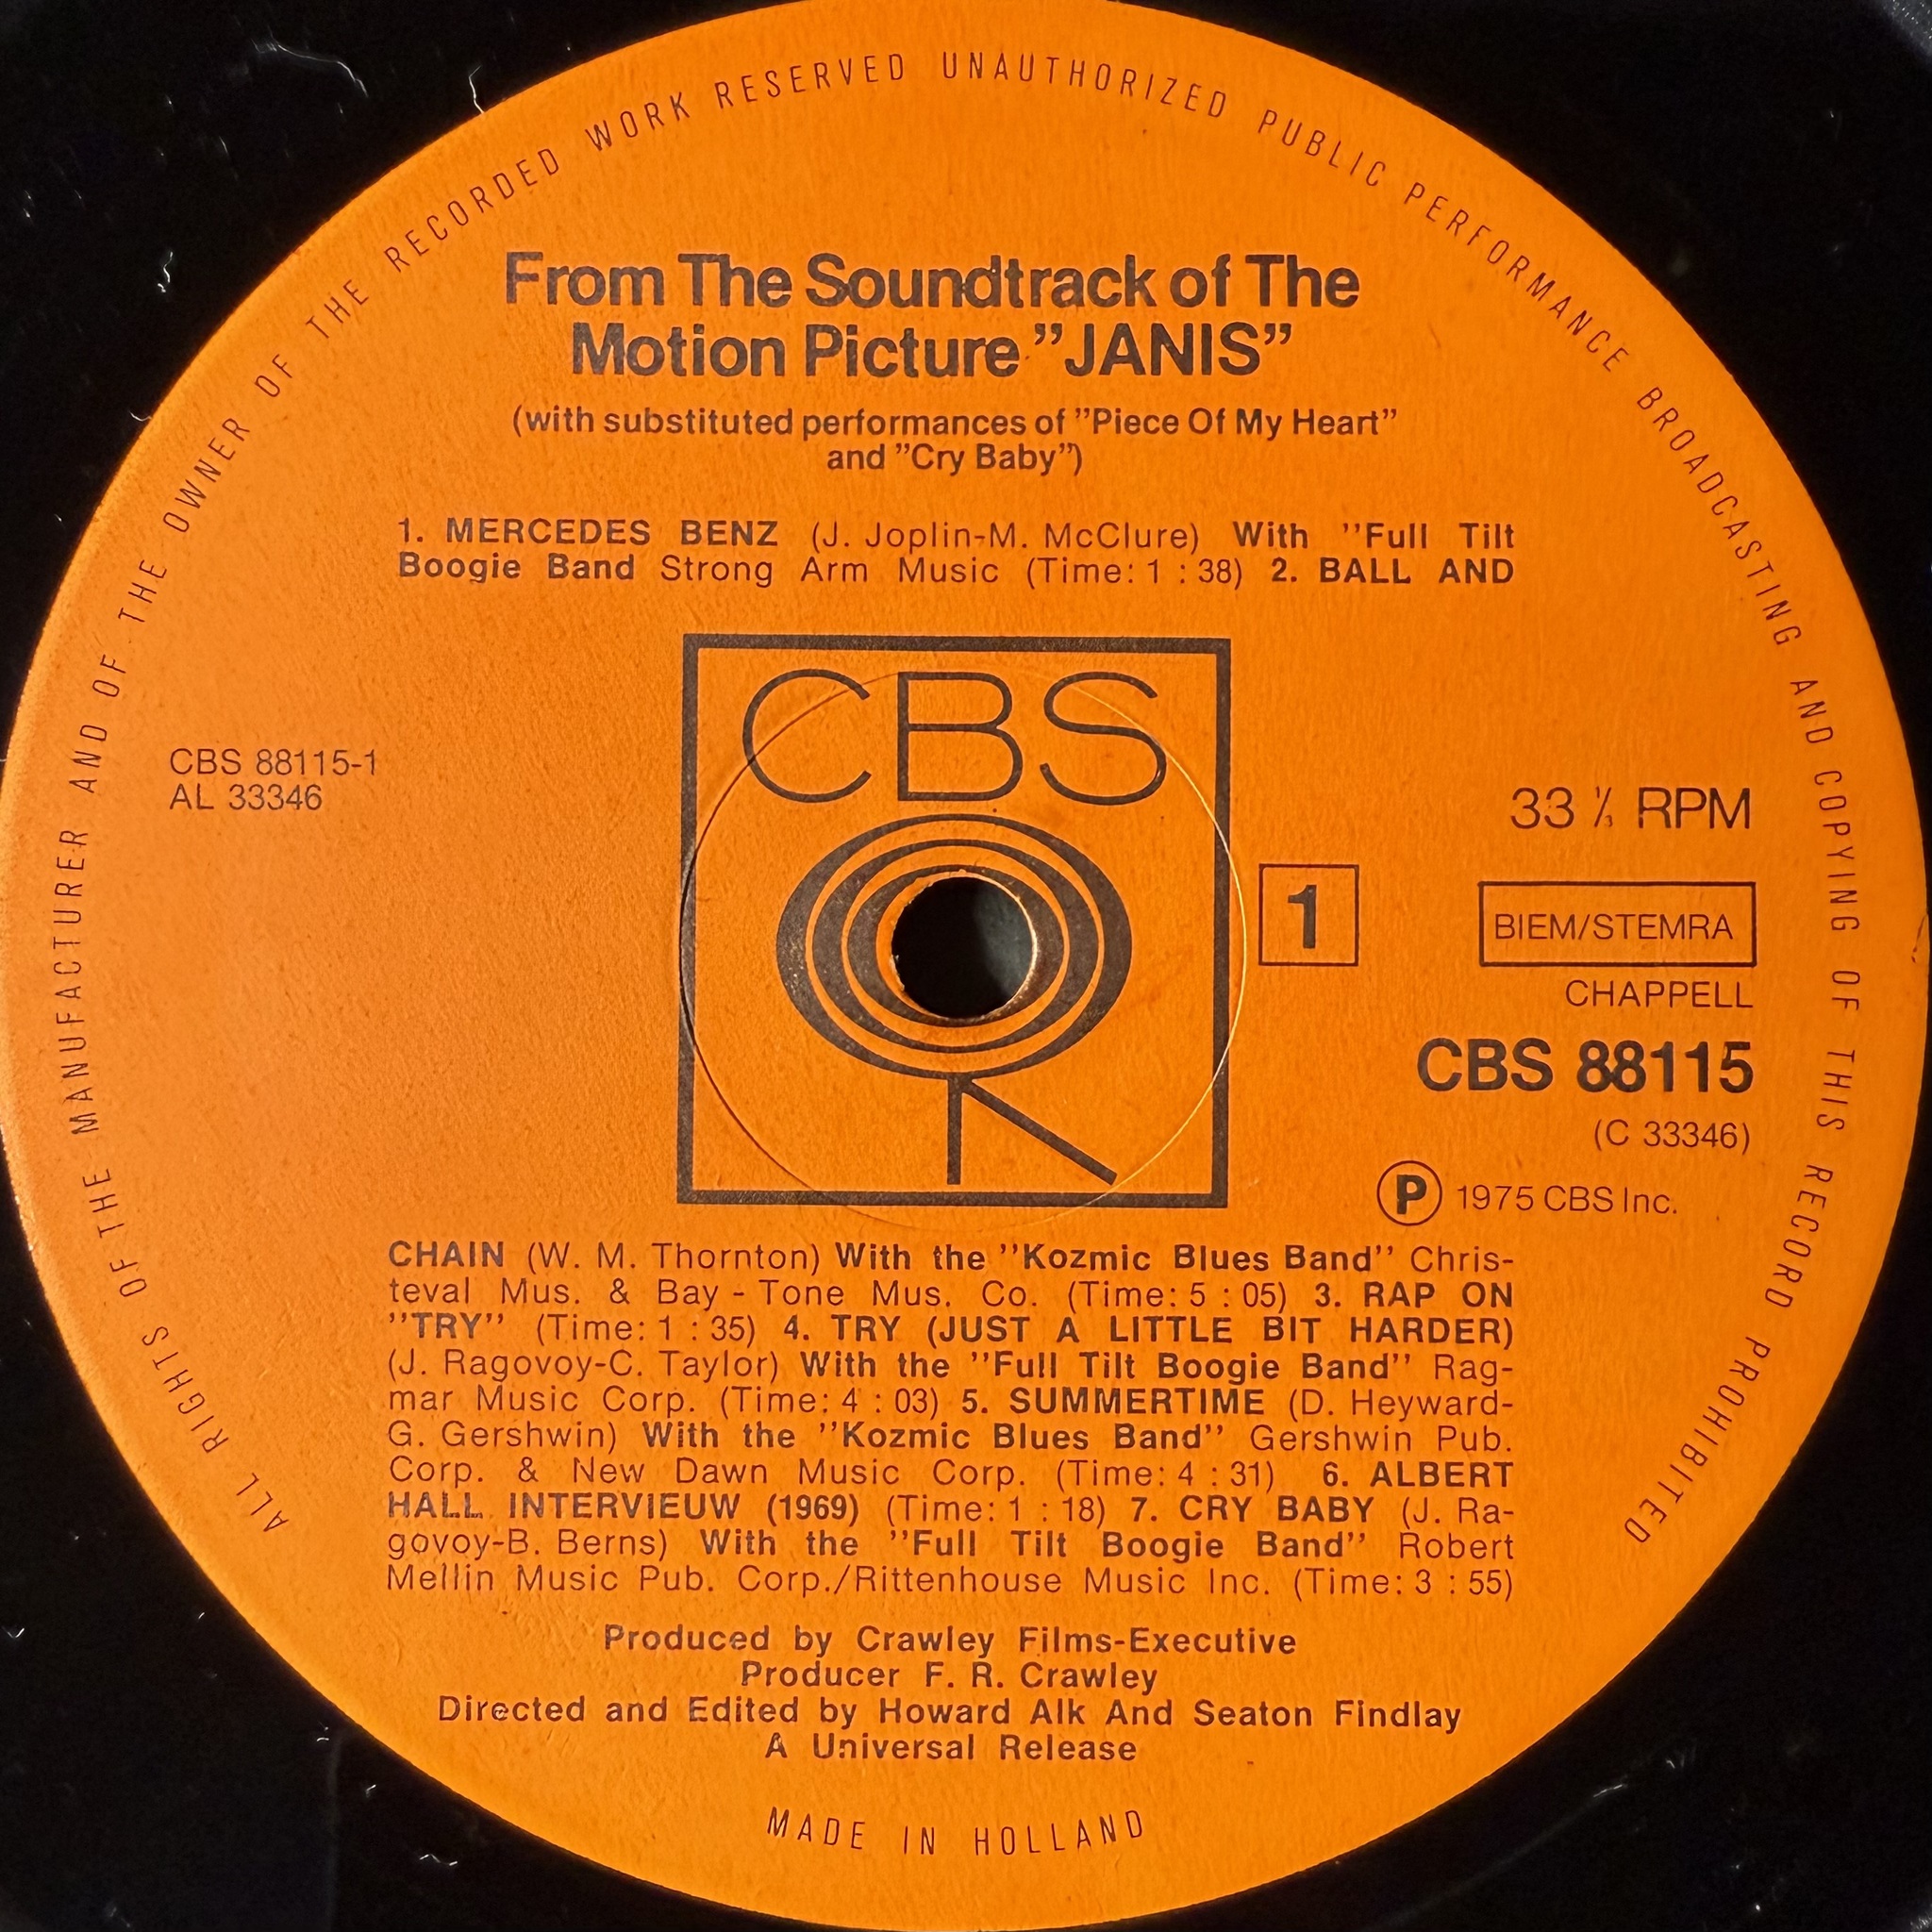 ALL RIGHTS OF THE MANUFACTURER AND OF THE OWNER OF THE RECORDED WORK RESERVED UNAUTHORIZED PUBLIC PERFORMANCE BROADCASTING AND COPYING OF THIS RECORD PROHIBITED
From The Soundtrack of The
Motion Picture ”JANIS”
(with substituted performances of ”Piece Of My Heart”
and ”Cry Baby”)
1. MERCEDES BENZ (J. Joplin-M. McClure) With ”Full Tilt
Boogie Band Strong Arm Music (Time: 1 : 38) 2. BALL AND
CBS
CBS 88115-1
AL 33346
33 ⅓ RPM
1
BIEM/STEMRA
CHAPPELL
CBS 88115
(C 33346)
Ⓟ 1975 CBS Inc.
CHAIN (W. M. Thornton) With the ”Kozmic Blues Band” Chris-
teval Mus. & Bay - Tone Mus. Co. (Time: 5 : 05) 3. RAP ON
”TRY” (Time: 1 : 35) 4. TRY (JUST A LITTLE BIT HARDER)
(J. Ragovoy-C. Taylor) With the ”Full Tilt Boogie Band” Rag-
mar Music Corp. (Time: 4 : 03) 5. SUMMERTIME (D. Heyward-
G. Gershwin) With the ”Kozmic Blues Band” Gershwin Pub.
Corp. & New Dawn Music Corp. (Time: 4 : 31) 6. ALBERT
HALL INTERVIEUW (1969) (Time: 1 : 18) 7. CRY BABY (J. Ra-
govoy-B. Berns) With the ”Full Tilt Boogie Band” Robert
Mellin Music Pub. Corp./Rittenhouse Music Inc. (Time: 3 : 55)
Produced by Crawley Films-Executive
Producer F. R. Crawley
Directed and Edited by Howard Alk And Seaton Findlay
A Universal Release
MADE IN HOLLAND